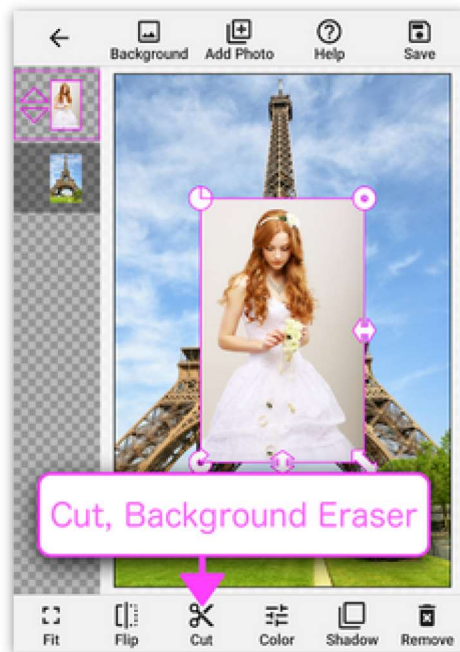 Background Add Photo Help Save
Cut, Background Eraser
Fit Flip Cut Color Shadow Remove